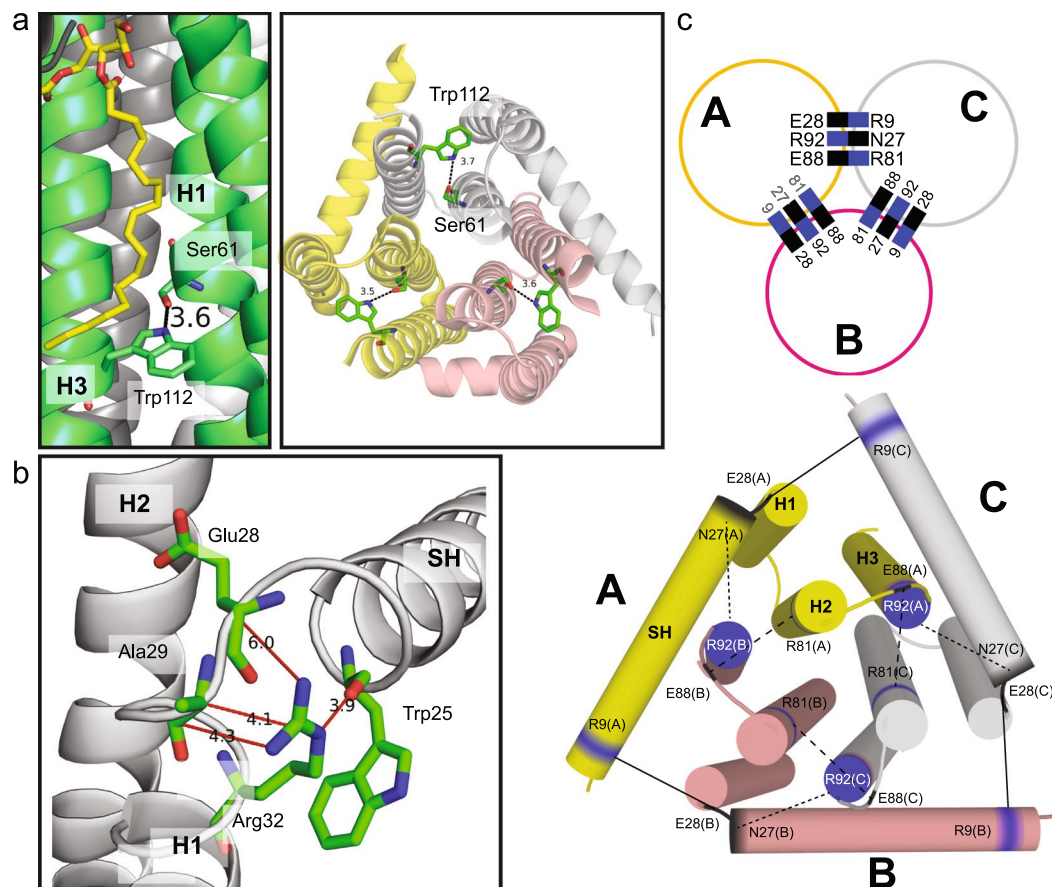 a
H1
Ser61
3.6
H3
Trp112
Trp112
3.7
Ser61
3.5
3.6
b
H2
Glu28
SH
6.0
Ala29
4.1
3.9
4.3
Trp25
Arg32
H1
c
A
C
E28 R9
R92 N27
E88 R81
9 27 81
28 92 88
88 92 28
81 27 9
B
R9(C)
C
E28(A)
H1
N27(A)
H3
E88(A)
A
H2
R92(A)
SH
R92(B)
R81(A)
N27(C)
R81(C)
E88(B)
E28(C)
R81(B)
R9(A)
R92(C)
E88(C)
E28(B)
N27(B)
R9(B)
B